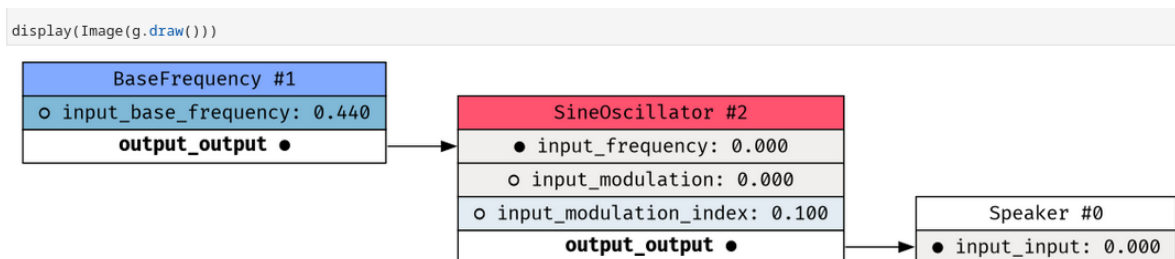 display(Image(g.draw()))
BaseFrequency #1
input_base_frequency: 0.440
output_output
SineOscillator #2
input_frequency: 0.000
input_modulation: 0.000
input_modulation_index: 0.100
output_output
Speaker #0
input_input: 0.000